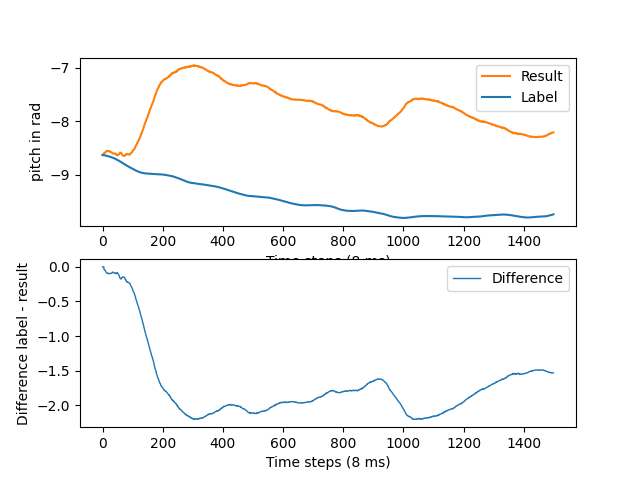 pitch in rad
−7
−8
−9
Result
Label
0 200 400 600 800 1000 1200 1400
Time steps (8 ms)
Difference label - result
0.0
−0.5
−1.0
−1.5
−2.0
Difference
0 200 400 600 800 1000 1200 1400
Time steps (8 ms)